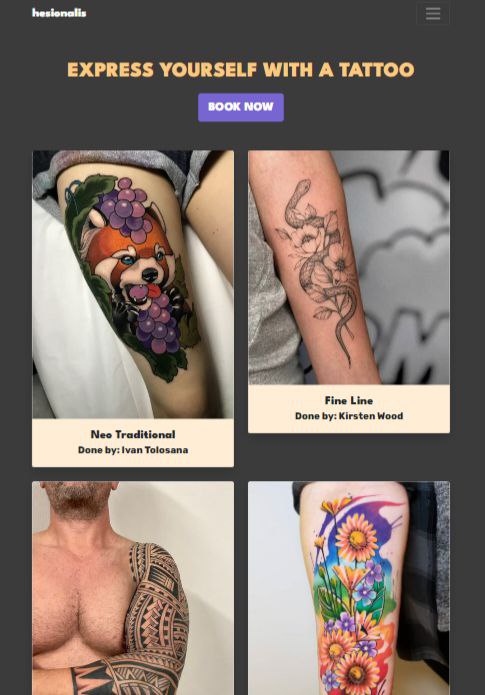 hesionalis
EXPRESS YOURSELF WITH A TATTOO
BOOK NOW
Neo Traditional
Done by: Ivan Tolosana
Fine Line
Done by: Kirsten Wood